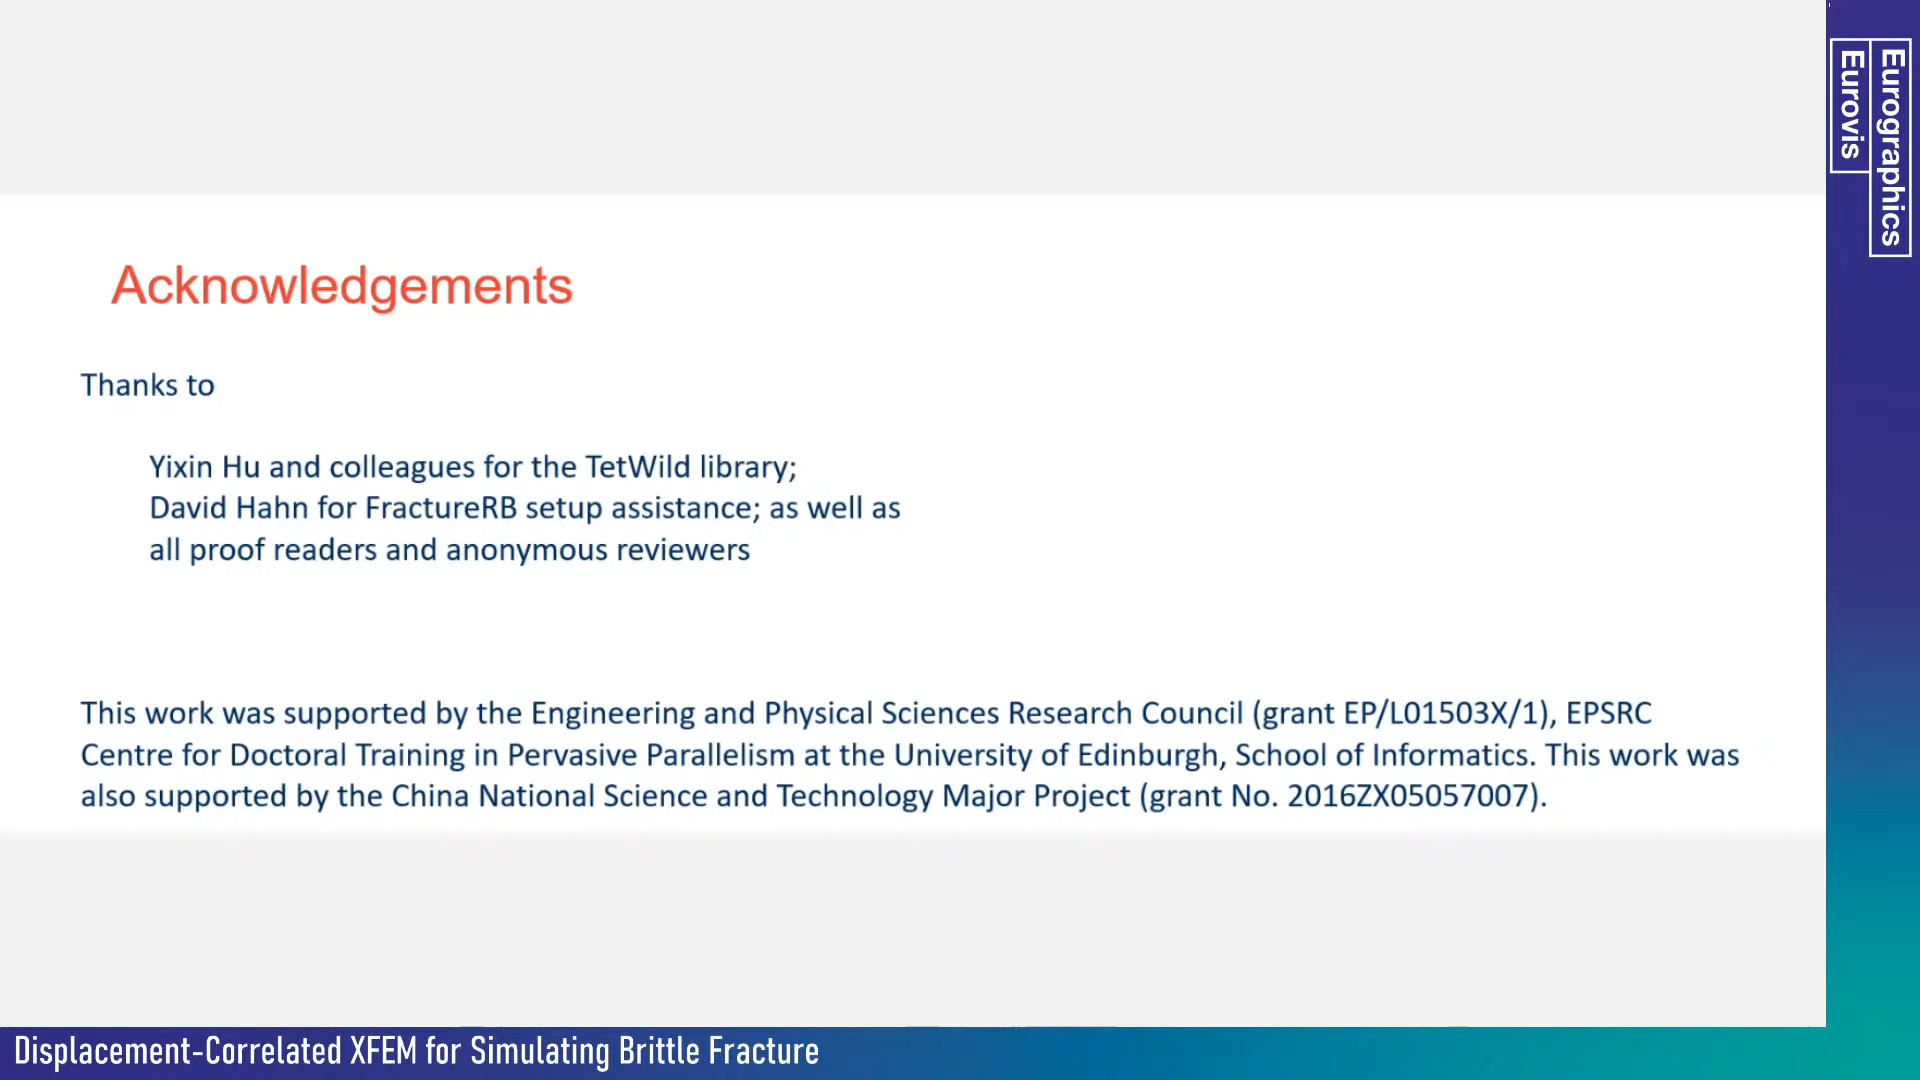 Acknowledgements
Thanks to
Yixin Hu and colleagues for the TetWild library;
David Hahn for FractureRB setup assistance; as well as
all proof readers and anonymous reviewers
This work was supported by the Engineering and Physical Sciences Research Council (grant EP/L01503X/1), EPSRC
Centre for Doctoral Training in Pervasive Parallelism at the University of Edinburgh, School of Informatics. This work was
also supported by the China National Science and Technology Major Project (grant No. 2016ZX05057007).
Eurographics
Eurovis
Displacement-Correlated XFEM for Simulating Brittle Fracture